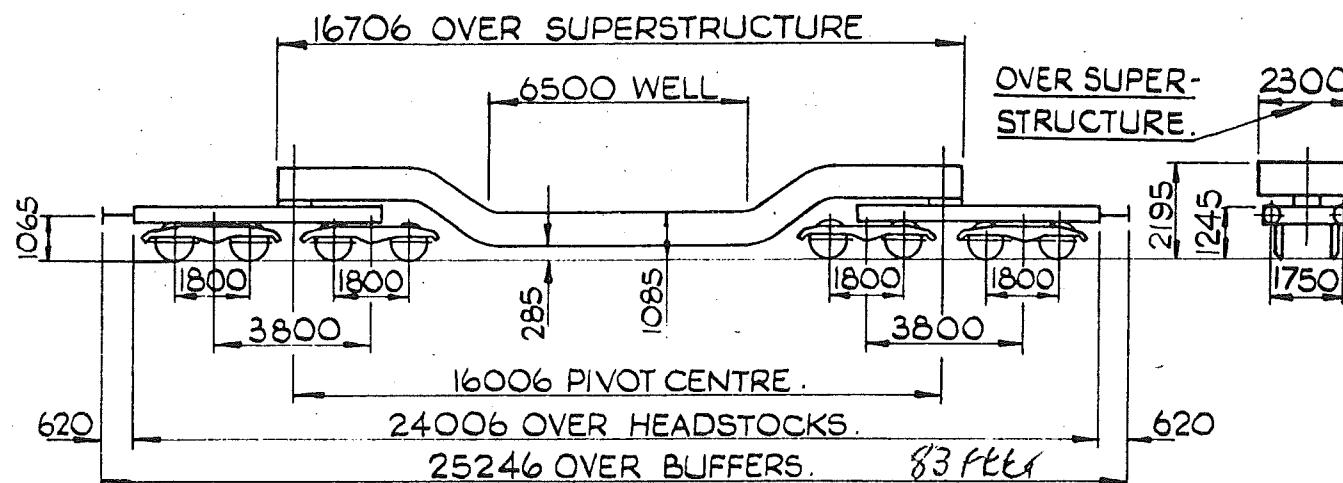 16706 OVER SUPERSTRUCTURE
6500 WELL
OVER SUPER-
STRUCTURE.
2300
1065
2195
1245
1800
1800
285
1085
1800
1800
1750
3800
3800
16006 PIVOT CENTRE.
620
24006 OVER HEADSTOCKS.
620
25246 OVER BUFFERS.
83 FEET